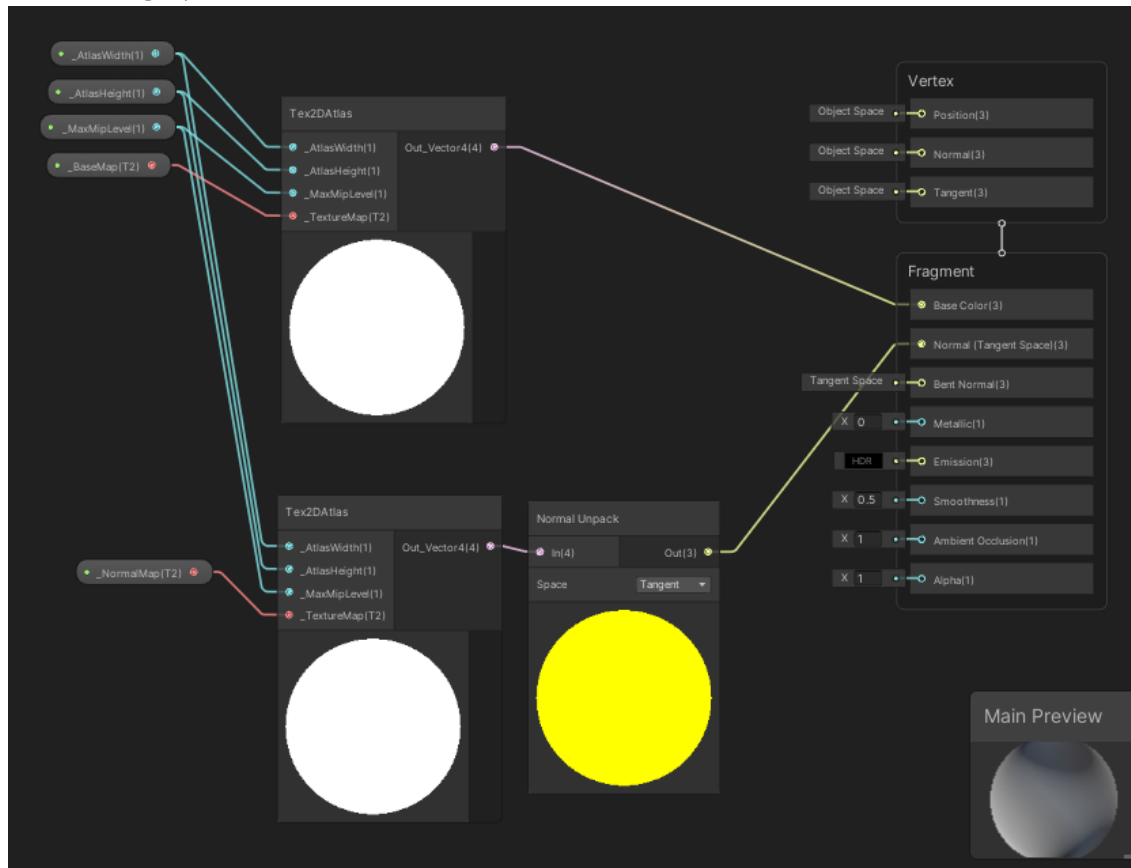 _AtlasWidth(1)
_AtlasHeight(1)
_MaxMipLevel(1)
_BaseMap(T2)
Tex2DAtlas
_AtlasWidth(1)
Out_Vector4(4)
_AtlasHeight(1)
_MaxMipLevel(1)
_TextureMap(T2)
_NormalMap(T2)
Tex2DAtlas
_AtlasWidth(1)
Out_Vector4(4)
_AtlasHeight(1)
_MaxMipLevel(1)
_TextureMap(T2)
Normal Unpack
In(4)
Out(3)
Space
Tangent
Vertex
Object Space
Position(3)
Object Space
Normal(3)
Object Space
Tangent(3)
Fragment
Base Color(3)
Normal (Tangent Space)(3)
Tangent Space
Bent Normal(3)
X 0
Metallic(1)
HDR
Emission(3)
X 0.5
Smoothness(1)
X 1
Ambient Occlusion(1)
X 1
Alpha(1)
Main Preview